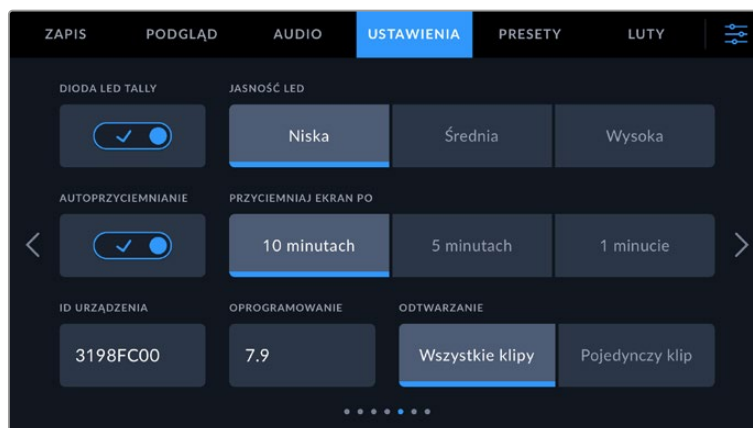 ZAPIS PODGLĄD AUDIO USTAWIENIA PRESETY LUTY
DIODA LED TALLY JASNOŚĆ LED
Niska Średnia Wysoka
AUTOPRZYCIEMNIANIE PRZYCIEMNIAJ EKRAN PO
10 minutach 5 minutach 1 minucie
ID URZĄDZENIA OPROGRAMOWANIE ODTWARZANIE
3198FC00 7.9 Wszystkie klipy Pojedynczy klip